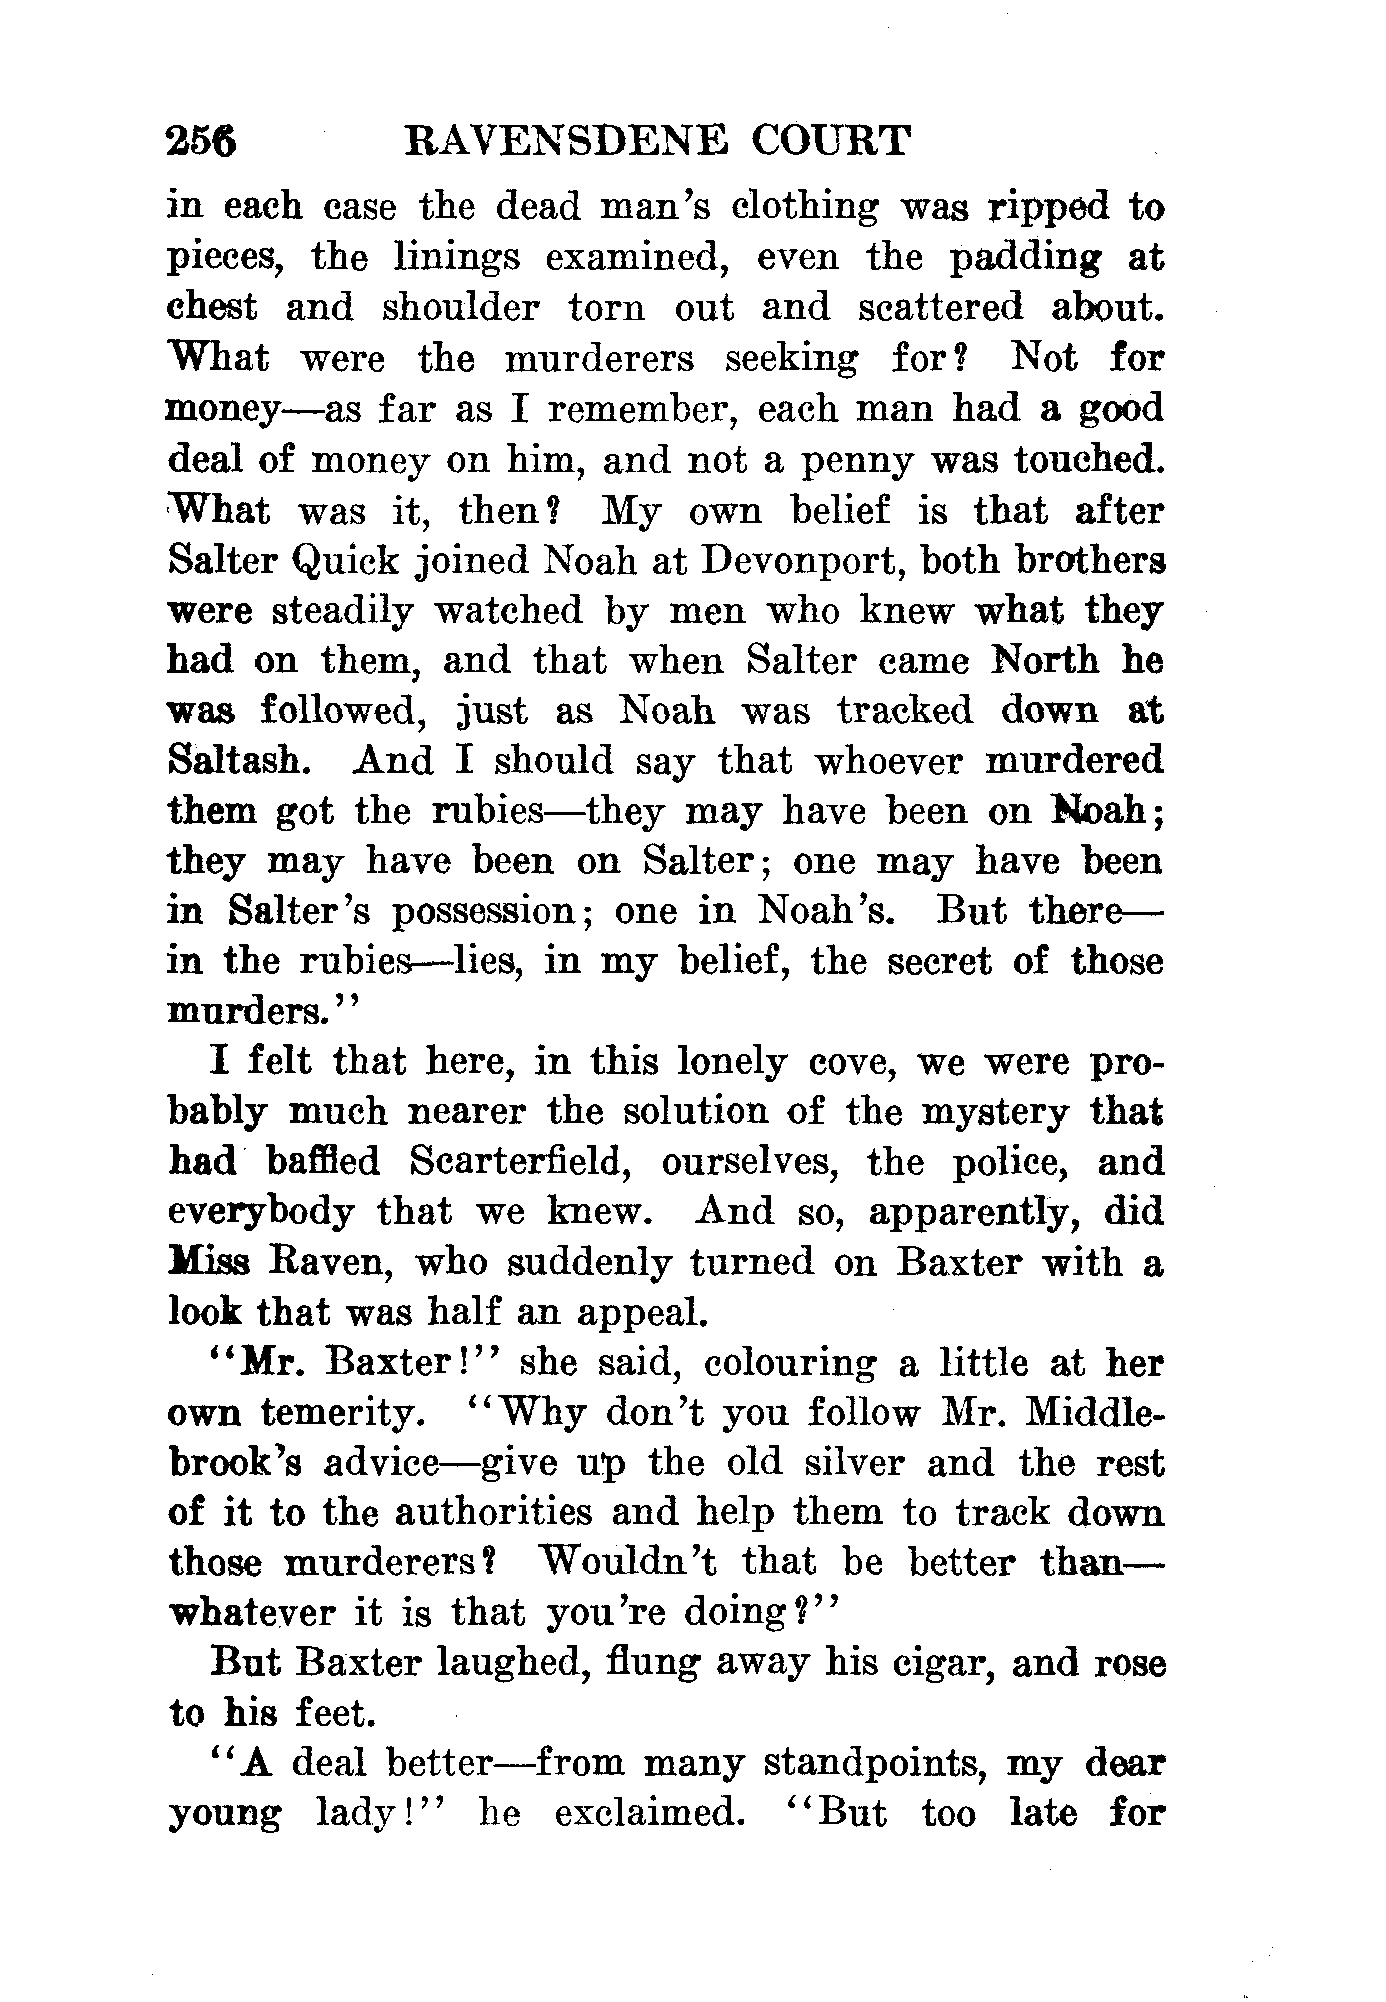 256 RAVENSDENE COURT
in each case the dead man's clothing was ripped to
pieces, the linings examined, even the padding at
chest and shoulder torn out and scattered about.
What were the murderers seeking for? Not for
money—as far as I remember, each man had a good
deal of money on him, and not a penny was touched.
What was it, then? My own belief is that after
Salter Quick joined Noah at Devonport, both brothers
were steadily watched by men who knew what they
had on them, and that when Salter came North he
was followed, just as Noah was tracked down at
Saltash. And I should say that whoever murdered
them got the rubies—they may have been on Noah;
they may have been on Salter; one may have been
in Salter's possession; one in Noah's. But there—
in the rubies—lies, in my belief, the secret of those
murders."
I felt that here, in this lonely cove, we were pro-
bably much nearer the solution of the mystery that
had baffled Scarterfield, ourselves, the police, and
everybody that we knew. And so, apparently, did
Miss Raven, who suddenly turned on Baxter with a
look that was half an appeal.
"Mr. Baxter!" she said, colouring a little at her
own temerity. "Why don't you follow Mr. Middle-
brook's advice—give up the old silver and the rest
of it to the authorities and help them to track down
those murderers? Wouldn't that be better than—
whatever it is that you're doing?"
But Baxter laughed, flung away his cigar, and rose
to his feet.
"A deal better—from many standpoints, my dear
young lady!" he exclaimed. "But too late for